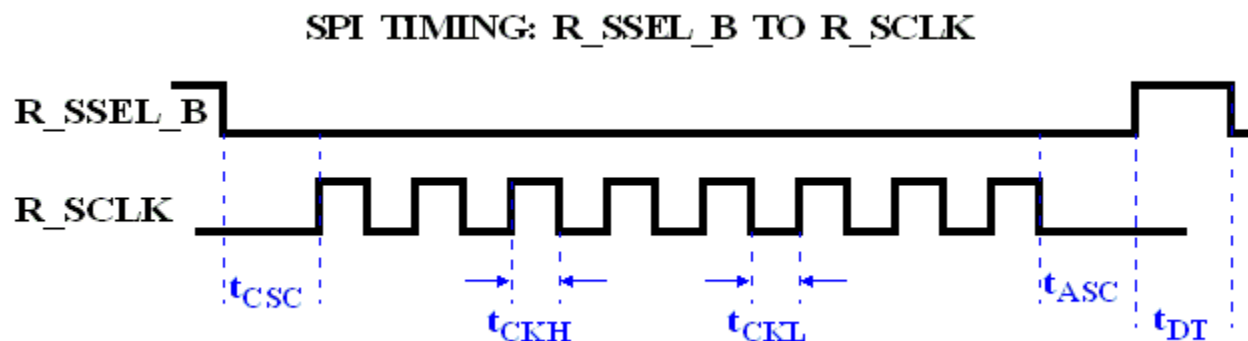 SPI TIMING: R_SSEL_B TO R_SCLK
R_SSEL_B
R_SCLK
tCSC
tCKH
tCKL
tASC
tDT